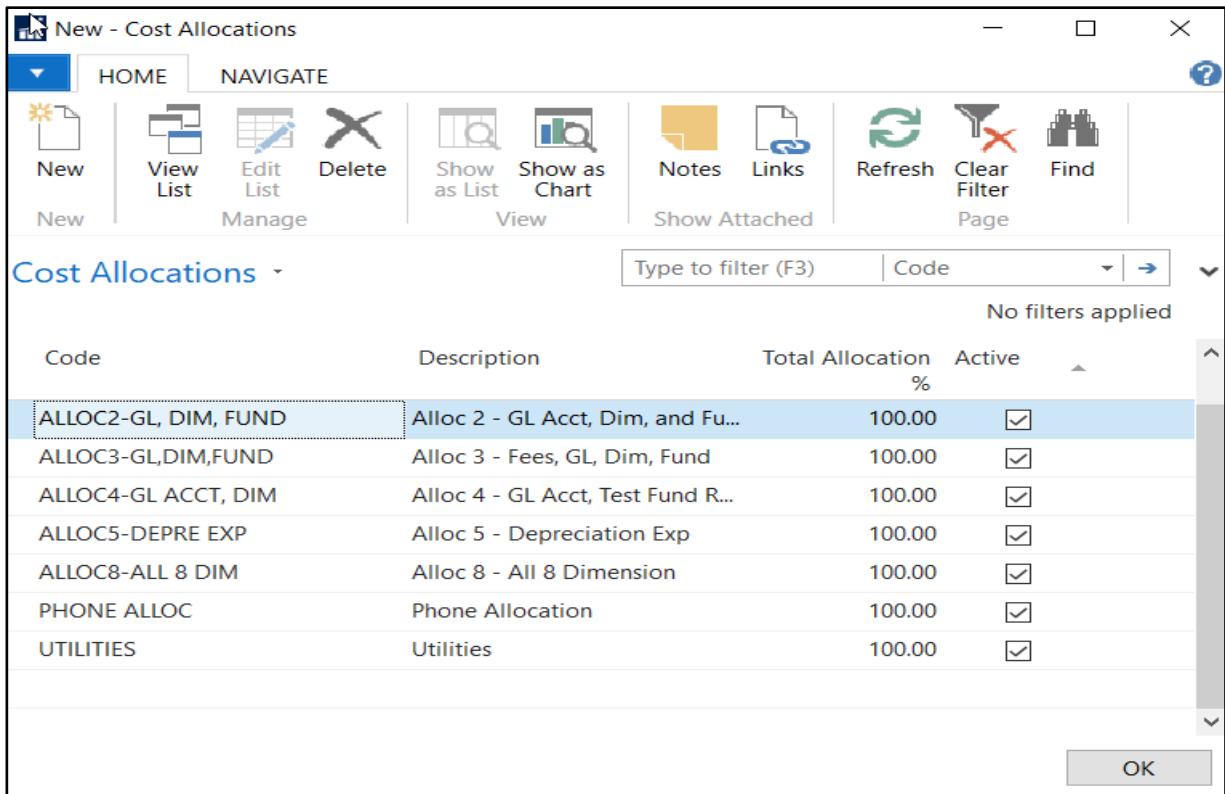 New - Cost Allocations
HOME NAVIGATE
New View List Edit List Delete Show as List Show as Chart Notes Links Refresh Clear Filter Find
New Manage View Show Attached Page
Cost Allocations Type to filter (F3) Code
No filters applied
Code Description Total Allocation % Active
ALLOC2-GL, DIM, FUND Alloc 2 - GL Acct, Dim, and Fu... 100.00
ALLOC3-GL,DIM,FUND Alloc 3 - Fees, GL, Dim, Fund 100.00
ALLOC4-GL ACCT, DIM Alloc 4 - GL Acct, Test Fund R... 100.00
ALLOC5-DEPRE EXP Alloc 5 - Depreciation Exp 100.00
ALLOC8-ALL 8 DIM Alloc 8 - All 8 Dimension 100.00
PHONE ALLOC Phone Allocation 100.00
UTILITIES Utilities 100.00
OK